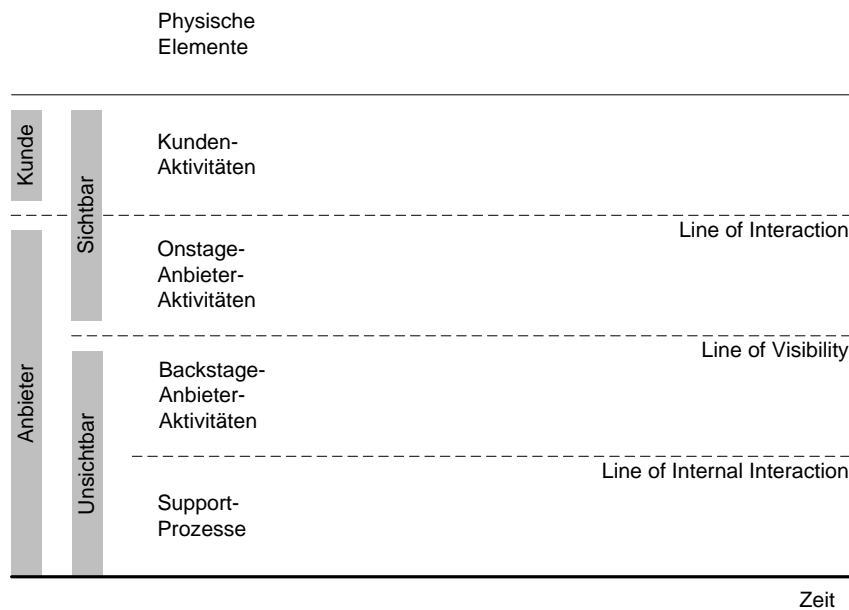 Physische
Elemente
Kunde
Sichtbar
Kunden-
Aktivitäten
Line of Interaction
Anbieter
Onstage-
Anbieter-
Aktivitäten
Line of Visibility
Unsichtbar
Backstage-
Anbieter-
Aktivitäten
Line of Internal Interaction
Support-
Prozesse
Zeit